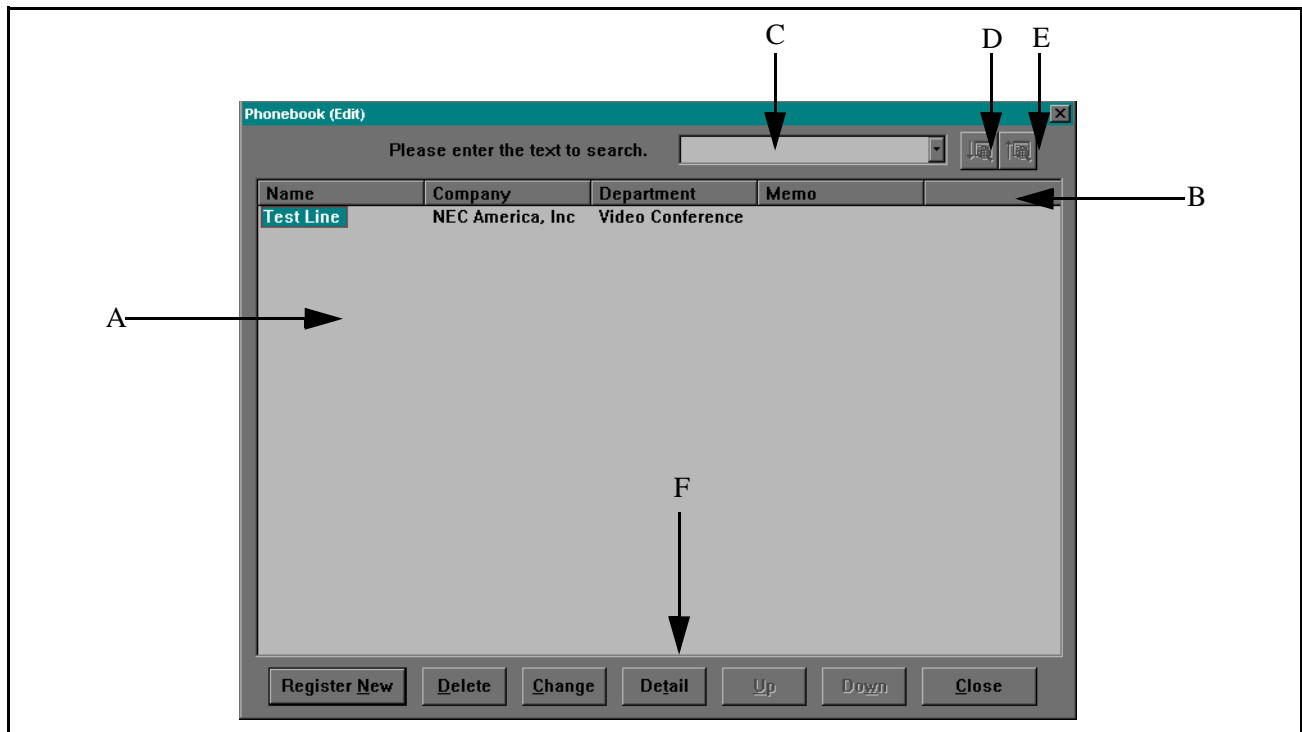 C D E
Phonebook (Edit)
Please enter the text to search.
Name Company Department Memo
B
Test Line NEC America, Inc Video Conference
A
F
Register New Delete Change Detail Up Down Close